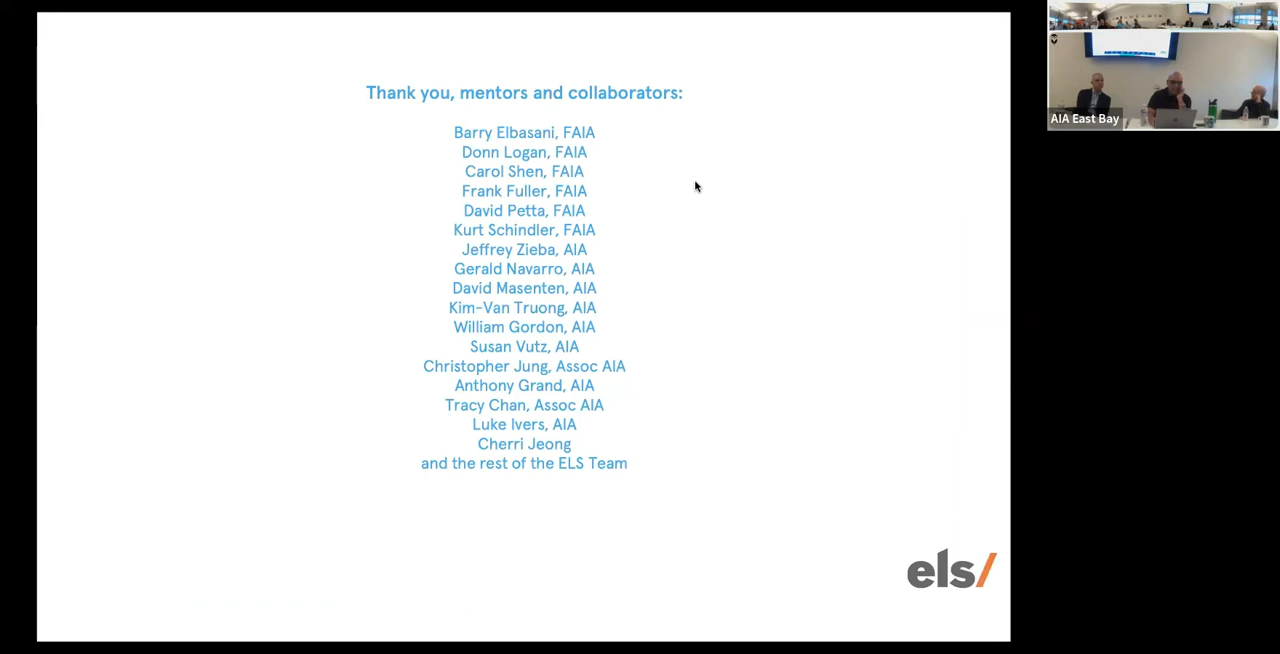 Thank you, mentors and collaborators:
Barry Elbasani, FAIA
Donn Logan, FAIA
Carol Shen, FAIA
Frank Fuller, FAIA
David Petta, FAIA
Kurt Schindler, FAIA
Jeffrey Zieba, AIA
Gerald Navarro, AIA
David Masenten, AIA
Kim-Van Truong, AIA
William Gordon, AIA
Susan Vutz, AIA
Christopher Jung, Assoc AIA
Anthony Grand, AIA
Tracy Chan, Assoc AIA
Luke Ivers, AIA
Cherri Jeong
and the rest of the ELS Team
els/
AIA East Bay